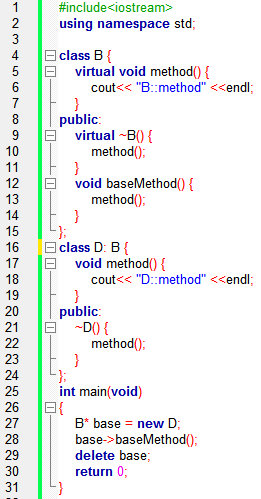 1 #include<iostream>
2 using namespace std;
3
4 class B {
5 virtual void method() {
6 cout<< "B::method" <<endl;
7 }
8 public:
9 virtual ~B() {
10 method();
11 }
12 void baseMethod() {
13 method();
14 }
15 };
16 class D: B {
17 void method() {
18 cout<< "D::method" <<endl;
19 }
20 public:
21 ~D() {
22 method();
23 }
24 };
25 int main(void)
26 {
27 B* base = new D;
28 base->baseMethod();
29 delete base;
30 return 0;
31 }